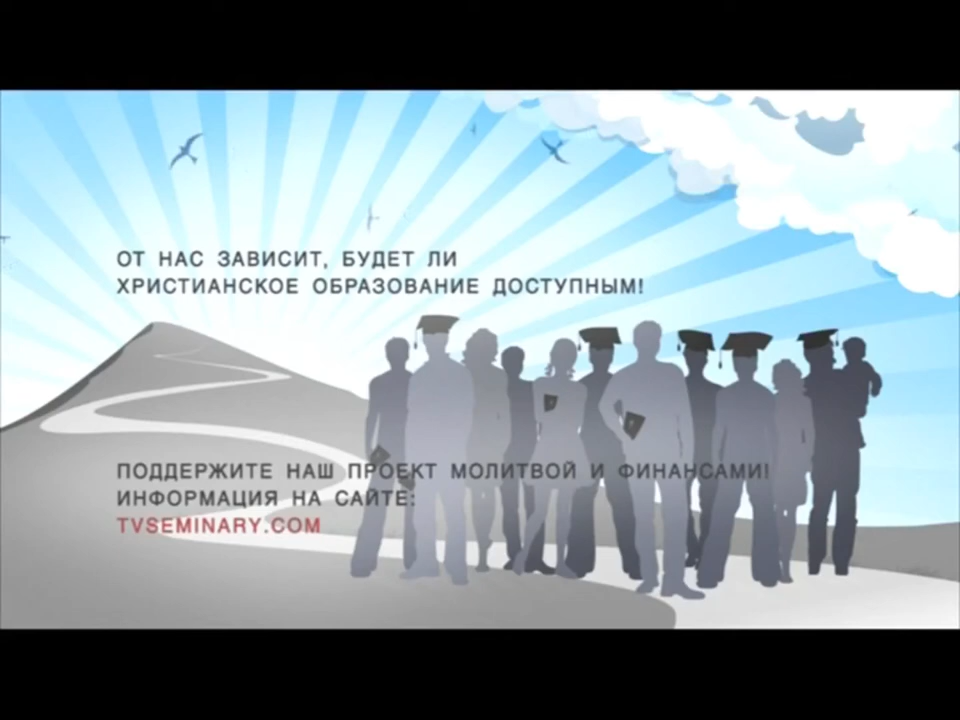 ОТ НАС ЗАВИСИТ, БУДЕТ ЛИ
ХРИСТИАНСКОЕ ОБРАЗОВАНИЕ ДОСТУПНЫМ!
ПОДДЕРЖИТЕ НАШ ПРОЕКТ МОЛИТВОЙ И ФИНАНСАМИ!
ИНФОРМАЦИЯ НА САЙТЕ:
TVSEMINARY.COM